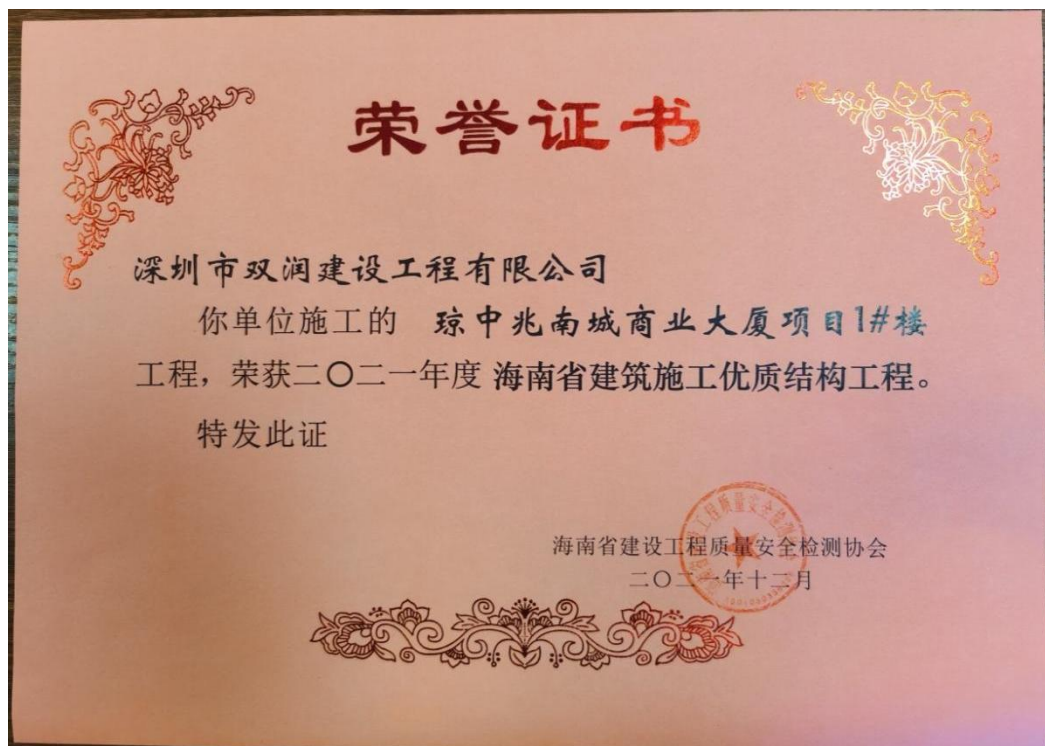 荣誉证书
深圳市双润建设工程有限公司
你单位施工的 琼中兆南城商业大厦项目1#楼
工程，荣获二〇二一年度 海南省建筑施工优质结构工程。
特发此证
海南省建设工程质量安全检测协会
二〇二一年十二月